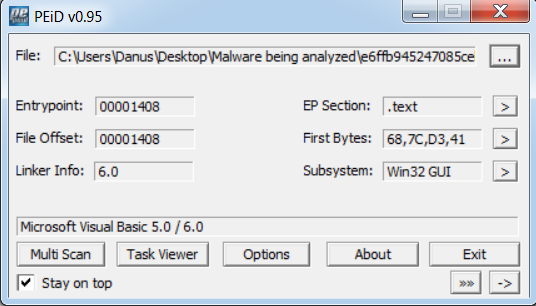 PEiD v0.95
File: C:\Users\Danus\Desktop\Malware being analyzed\e6ffb945247085ce ...
Entrypoint: 00001408 EP Section: .text >
File Offset: 00001408 First Bytes: 68,7C,D3,41 >
Linker Info: 6.0 Subsystem: Win32 GUI >
Microsoft Visual Basic 5.0 / 6.0
Multi Scan Task Viewer Options About Exit
Stay on top »» ->